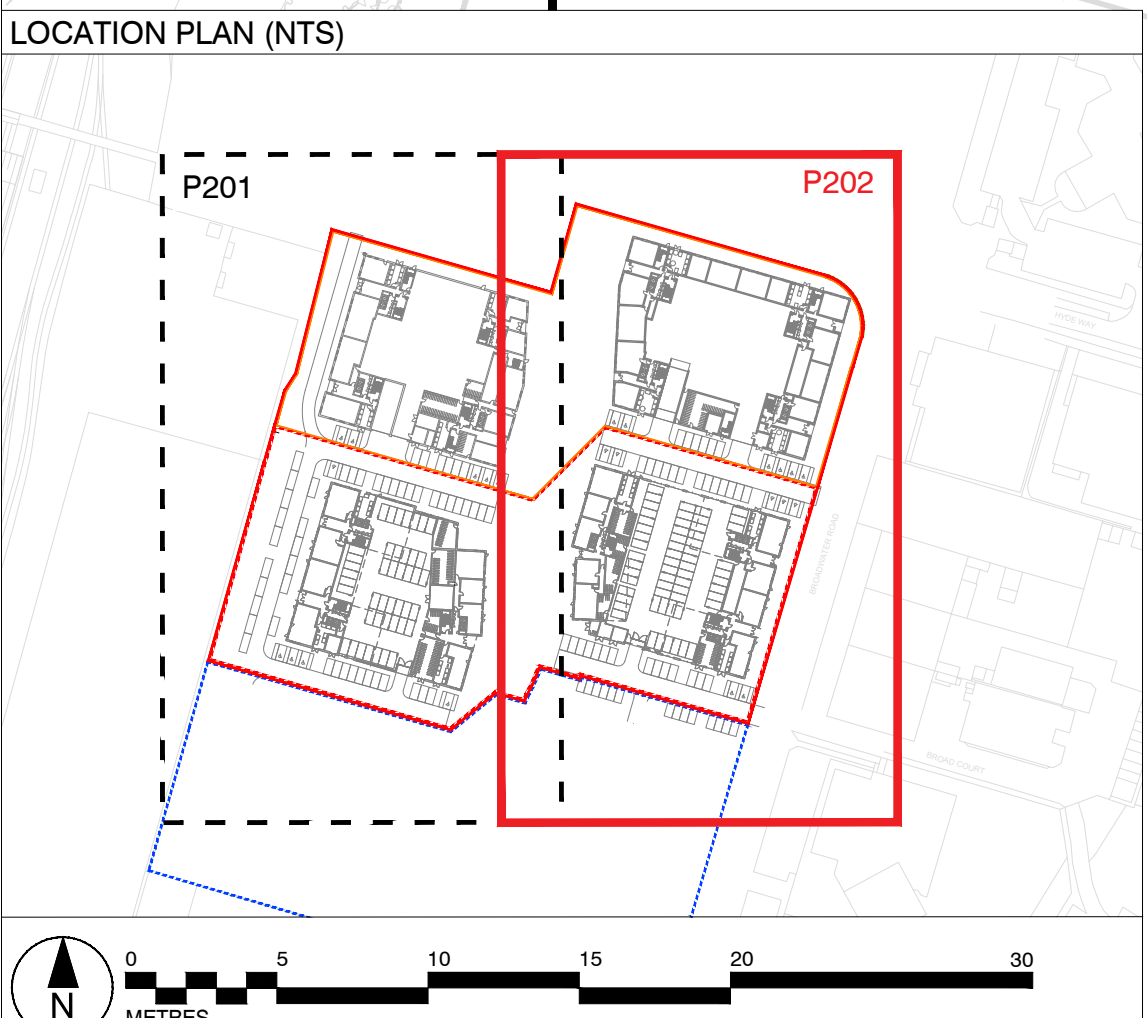 LOCATION PLAN (NTS)
P201
P202
HYDE WAY
BROADWATER ROAD
BROAD COURT
0 5 10 15 20 30
N
METRES